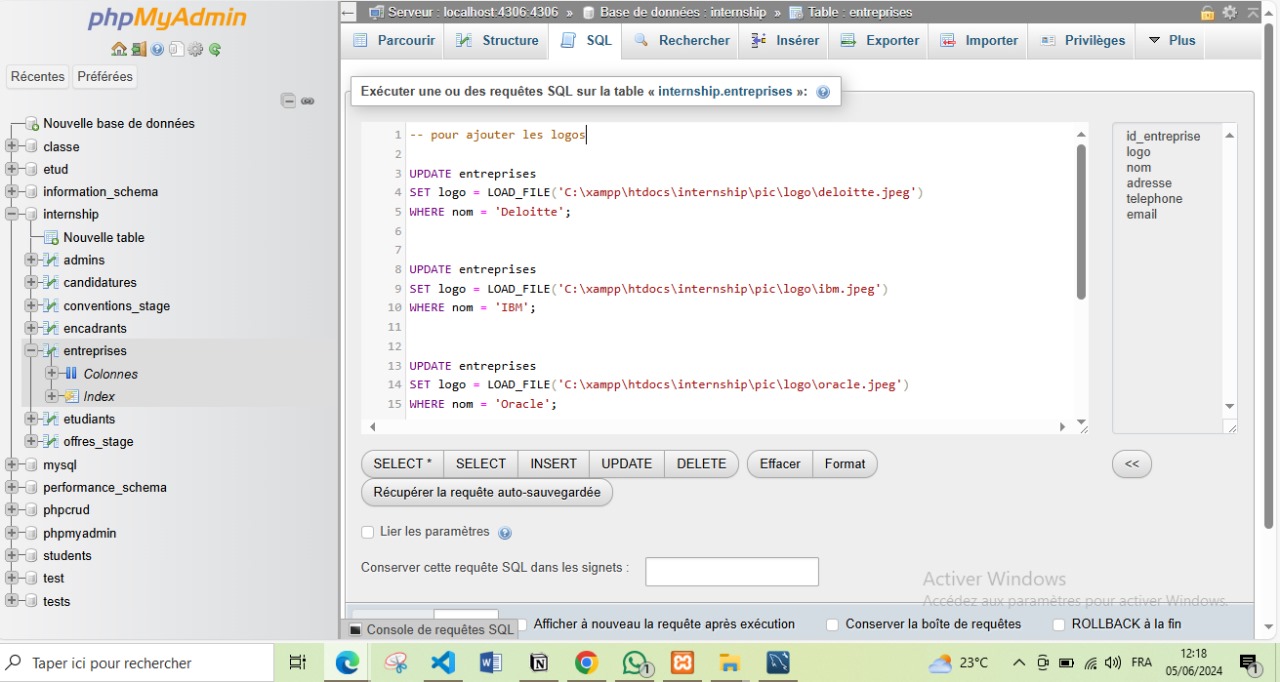 phpMyAdmin
Récentes Préférées
Nouvelle base de données
classe
etud
information_schema
internship
Nouvelle table
admins
candidatures
conventions_stage
encadrants
entreprises
Colonnes
Index
etudiants
offres_stage
mysql
performance_schema
phpcrud
phpmyadmin
students
test
tests
Serveur : localhost:4306:4306 » Base de données : internship » Table : entreprises
Parcourir Structure SQL Rechercher Insérer Exporter Importer Privilèges Plus
Exécuter une ou des requêtes SQL sur la table « internship.entreprises »:
1 -- pour ajouter les logos
2
3 UPDATE entreprises
4 SET logo = LOAD_FILE('C:\xampp\htdocs\internship\pic\logo\deloitte.jpeg')
5 WHERE nom = 'Deloitte';
6
7
8 UPDATE entreprises
9 SET logo = LOAD_FILE('C:\xampp\htdocs\internship\pic\logo\ibm.jpeg')
10 WHERE nom = 'IBM';
11
12
13 UPDATE entreprises
14 SET logo = LOAD_FILE('C:\xampp\htdocs\internship\pic\logo\oracle.jpeg')
15 WHERE nom = 'Oracle';
id_entreprise
logo
nom
adresse
telephone
email
SELECT * SELECT INSERT UPDATE DELETE Effacer Format <<
Récupérer la requête auto-sauvegardée
Lier les paramètres
Conserver cette requête SQL dans les signets :
Activer Windows
Accédez aux paramètres pour activer Windows.
Console de requêtes SQL Afficher à nouveau la requête après exécution Conserver la boîte de requêtes ROLLBACK à la fin
Taper ici pour rechercher
1
23°C
FRA
12:18
05/06/2024
1